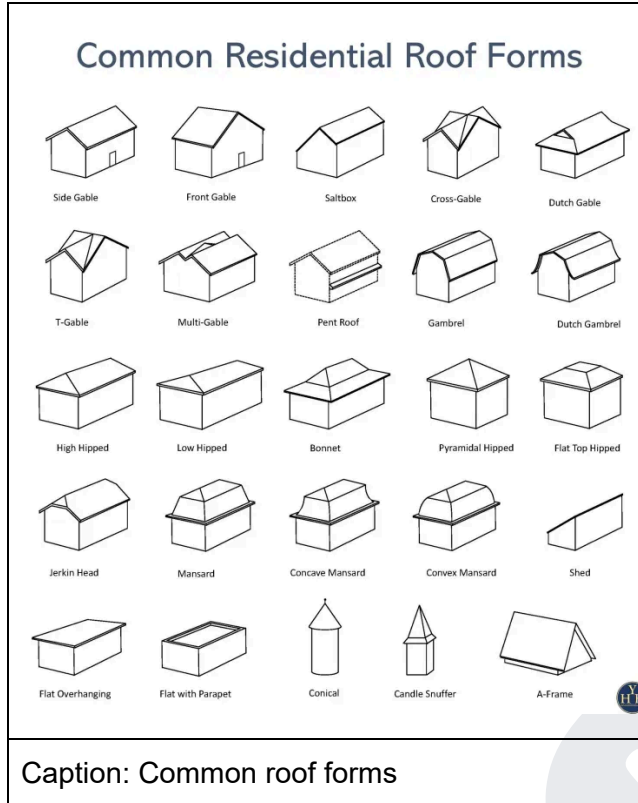 Common Residential Roof Forms
Side Gable Front Gable Saltbox Cross-Gable Dutch Gable
T-Gable Multi-Gable Pent Roof Gambrel Dutch Gambrel
High Hipped Low Hipped Bonnet Pyramidal Hipped Flat Top Hipped
Jerkin Head Mansard Concave Mansard Convex Mansard Shed
Flat Overhanging Flat with Parapet Conical Candle Snuffer A-Frame
Caption: Common roof forms